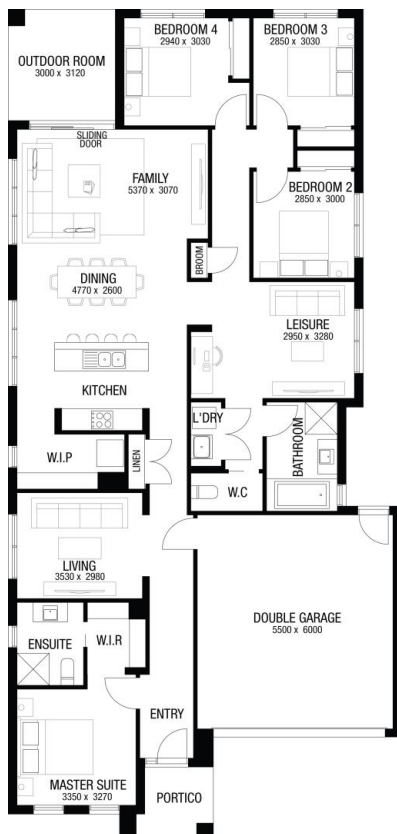 BEDROOM 4
2940 x 3030
BEDROOM 3
2850 x 3030
OUTDOOR ROOM
3000 x 3120
SLIDING
DOOR
FAMILY
5370 x 3070
BEDROOM 2
2850 x 3000
BROOM
DINING
4770 x 2600
LEISURE
2950 x 3280
KITCHEN
L'DRY
BATHROOM
W.I.P
LINEN
W.C
LIVING
3530 x 2980
DOUBLE GARAGE
5500 x 6000
ENSUITE
W.I.R
ENTRY
MASTER SUITE
3350 x 3270
PORTICO